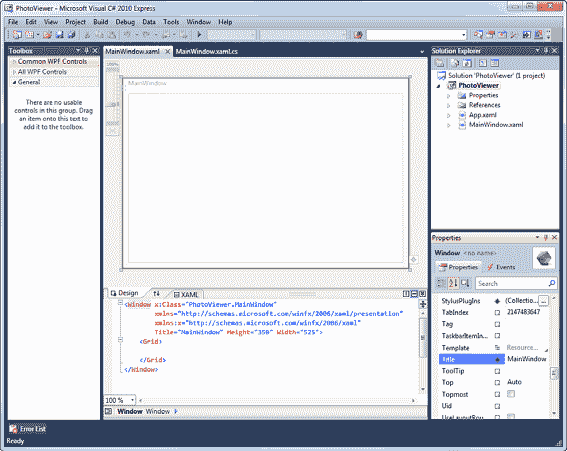 PhotoViewer - Microsoft Visual C# 2010 Express
File Edit View Project Build Debug Data Tools Window Help
Toolbox
Common WPF Controls
All WPF Controls
General
There are no usable
controls in this group. Drag
an item onto this text to
add it to the toolbox.
MainWindow.xaml MainWindow.xaml.cs
100%
MainWindow
Design XAML
<Window x:Class="PhotoViewer.MainWindow"
xmlns="http://schemas.microsoft.com/winfx/2006/xaml/presentation"
xmlns:x="http://schemas.microsoft.com/winfx/2006/xaml"
Title="MainWindow" Height="350" Width="525">
<Grid>
</Grid>
</Window>
100 %
Window Window
Solution Explorer
Solution 'PhotoViewer' (1 project)
PhotoViewer
Properties
References
App.xaml
MainWindow.xaml
Properties
Window <no name>
Properties Events
Search
StylusPlugIns (Collectio... ...
TabIndex 2147483647
Tag
TaskbarItemIn...
Template Resource...
Title MainWindow
ToolTip
Top Auto
Topmost
Uid
UseLayoutRou...
Error List
Ready